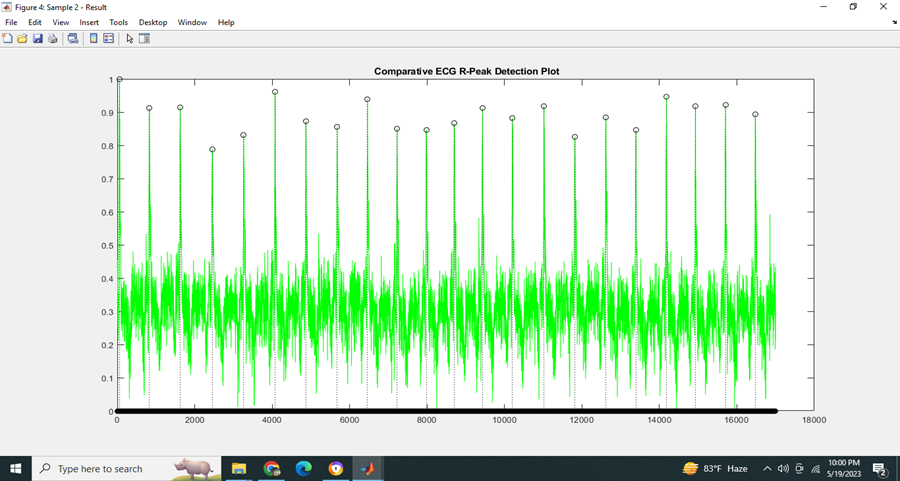 Figure 4: Sample 2 - Result
File Edit View Insert Tools Desktop Window Help
Comparative ECG R-Peak Detection Plot
1
0.9
0.8
0.7
0.6
0.5
0.4
0.3
0.2
0.1
0
0 2000 4000 6000 8000 10000 12000 14000 16000 18000
Type here to search
83°F Haze
10:00 PM
5/19/2023
2